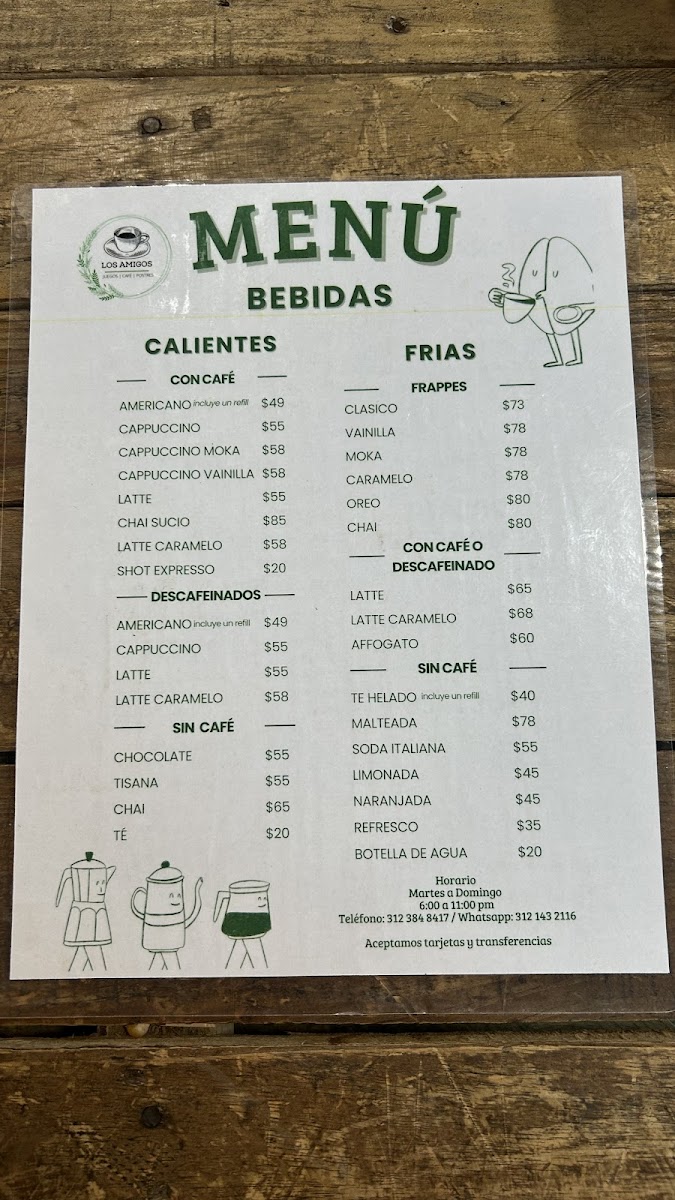 LOS AMIGOS
JUEGOS | CAFÉ | POSTRES
MENÚ
BEBIDAS
CALIENTES
CON CAFÉ
AMERICANO incluye un refill $49
CAPPUCCINO $55
CAPPUCCINO MOKA $58
CAPPUCCINO VAINILLA $58
LATTE $55
CHAI SUCIO $85
LATTE CARAMELO $58
SHOT EXPRESSO $20
DESCAFEINADOS
AMERICANO incluye un refill $49
CAPPUCCINO $55
LATTE $55
LATTE CARAMELO $58
SIN CAFÉ
CHOCOLATE $55
TISANA $55
CHAI $65
TÉ $20
FRIAS
FRAPPES
CLASICO $73
VAINILLA $78
MOKA $78
CARAMELO $78
OREO $80
CHAI $80
CON CAFÉ O
DESCAFEINADO
LATTE $65
LATTE CARAMELO $68
AFFOGATO $60
SIN CAFÉ
TE HELADO incluye un refill $40
MALTEADA $78
SODA ITALIANA $55
LIMONADA $45
NARANJADA $45
REFRESCO $35
BOTELLA DE AGUA $20
Horario
Martes a Domingo
6:00 a 11:00 pm
Teléfono: 312 384 8417 / Whatsapp: 312 143 2116
Aceptamos tarjetas y transferencias